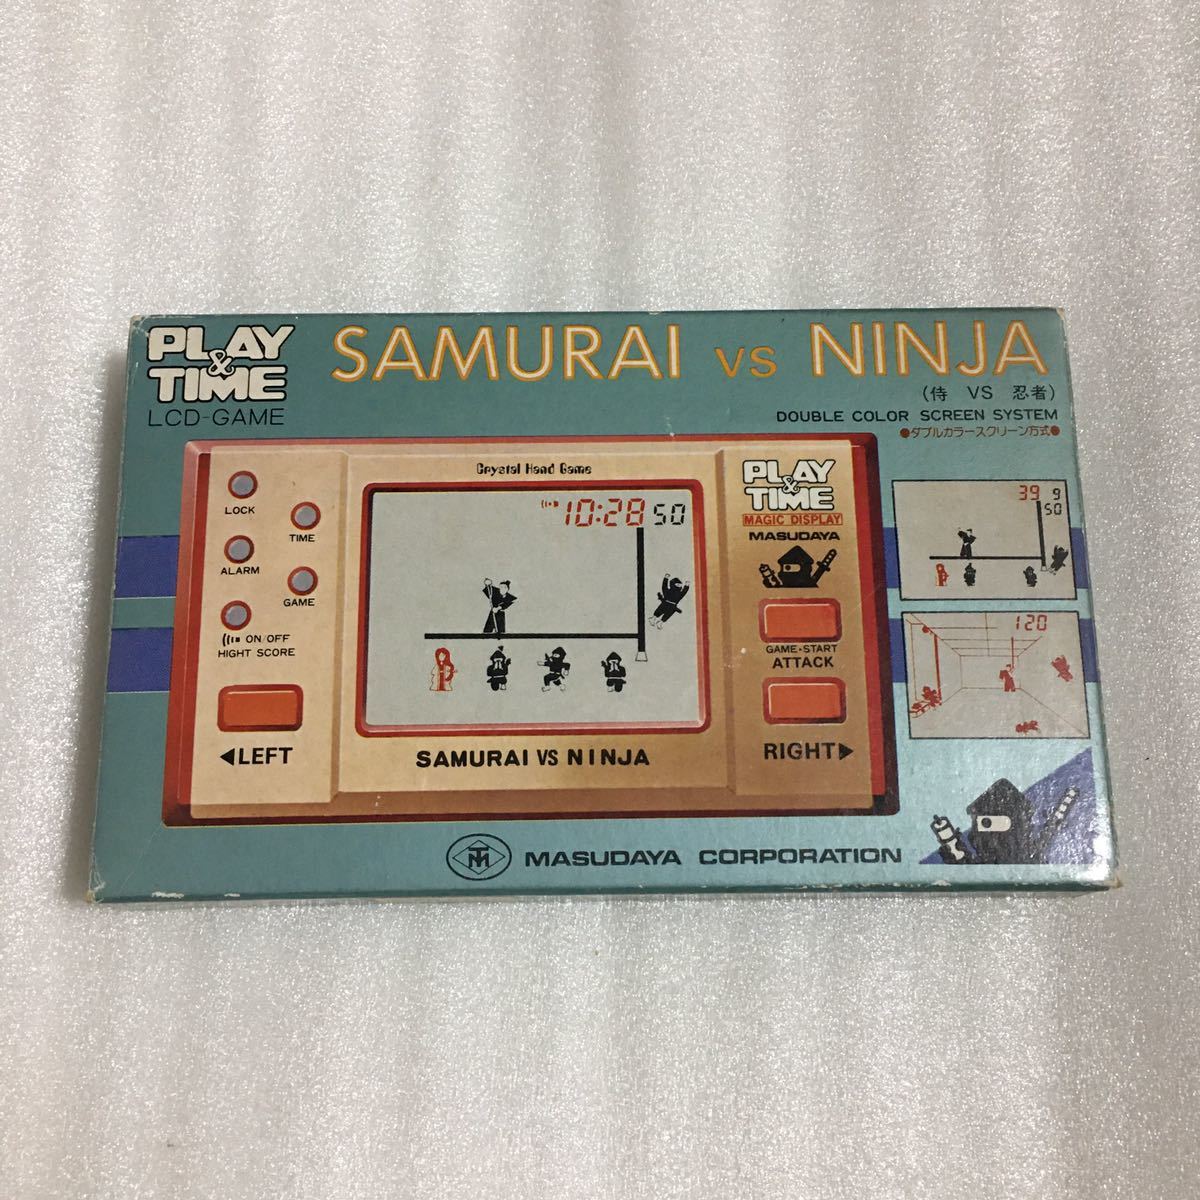 PLAY & TIME
LCD-GAME
SAMURAI VS NINJA
(侍 VS 忍者)
DOUBLE COLOR SCREEN SYSTEM
●ダブルカラースクリーン方式●
Crystal Hand Game
LOCK
TIME
ALARM
GAME
ON/OFF
HIGHT SCORE
◀LEFT
10:28 50
SAMURAI VS NINJA
PLAY & TIME
MAGIC DISPLAY
MASUDAYA
GAME·START
ATTACK
RIGHT▶
39 9
50
120
TM
MASUDAYA CORPORATION